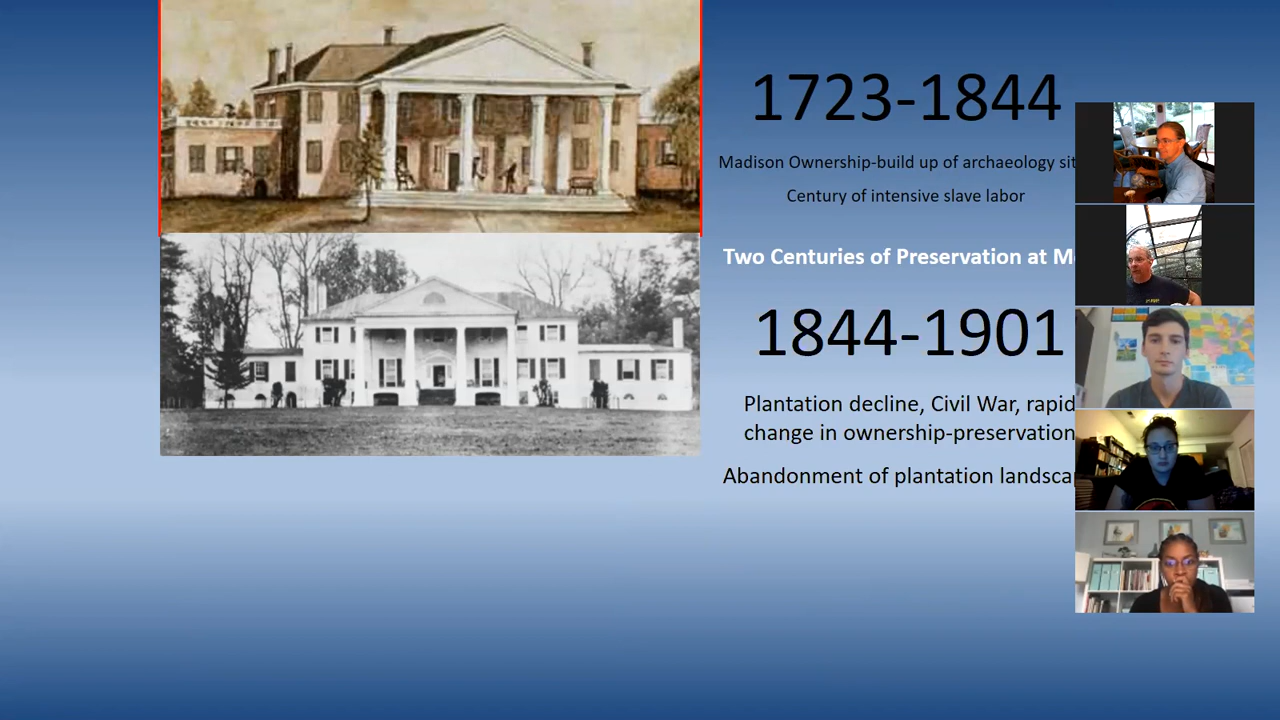 1723-1844
Madison Ownership-build up of archaeology sit
Century of intensive slave labor
Two Centuries of Preservation at M
1844-1901
Plantation decline, Civil War, rapid
change in ownership-preservation
Abandonment of plantation landsca